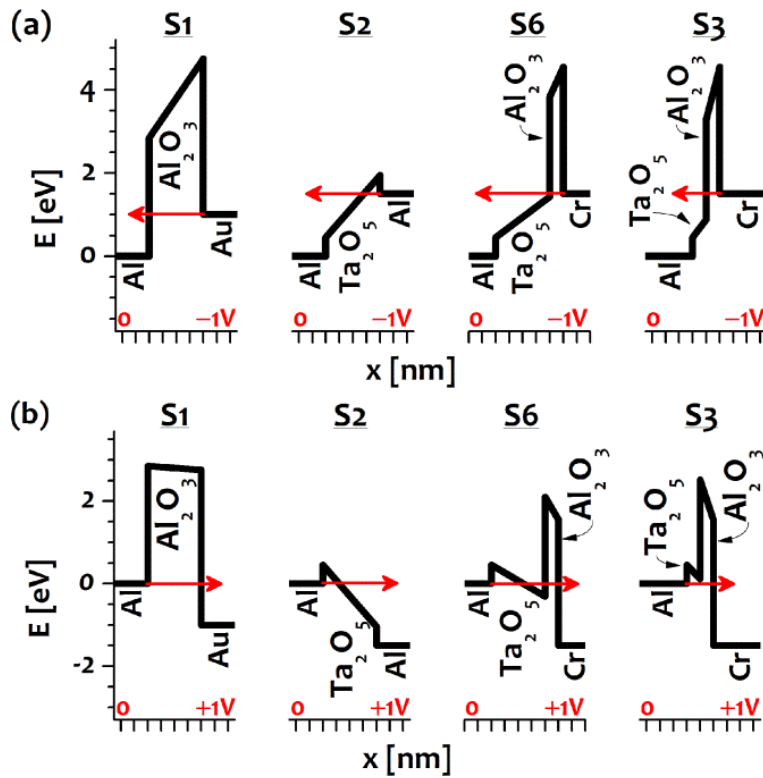 (a) S1 S2 S6 S3
E [eV]
4
2
0
Al
Al₂O₃
Au
0 −1V
Al
Ta₂O₅
Al
0 −1V
Al
Ta₂O₅
Al₂O₃
Cr
0 −1V
Al
Ta₂O₅
Al₂O₃
Cr
0 −1V
x [nm]
(b) S1 S2 S6 S3
E [eV]
2
0
-2
Al
Al₂O₃
Au
0 +1V
Al
Ta₂O₅
Al
0 +1V
Al
Ta₂O₅
Al₂O₃
Cr
0 +1V
Al
Ta₂O₅
Al₂O₃
Cr
0 +1V
x [nm]